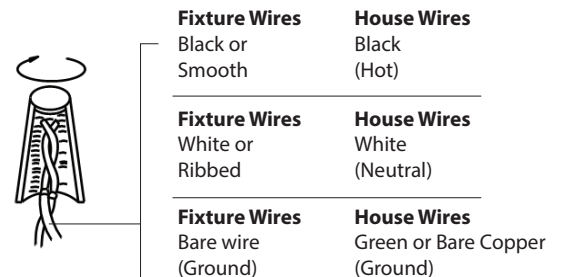 Fixture Wires House Wires
Black or Black
Smooth (Hot)
Fixture Wires House Wires
White or White
Ribbed (Neutral)
Fixture Wires House Wires
Bare wire Green or Bare Copper
(Ground) (Ground)